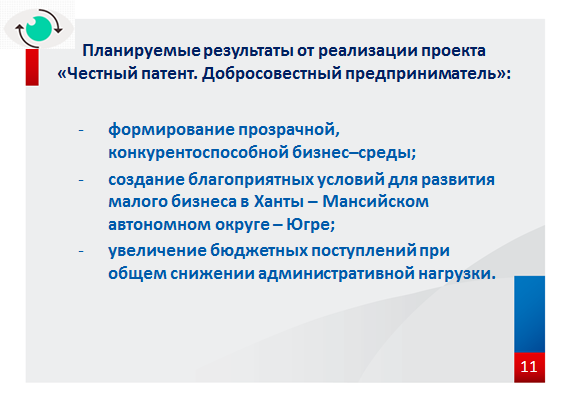 Планируемые результаты от реализации проекта
«Честный патент. Добросовестный предприниматель»:
- формирование прозрачной,
конкурентоспособной бизнес–среды;
- создание благоприятных условий для развития
малого бизнеса в Ханты – Мансийском
автономном округе – Югре;
- увеличение бюджетных поступлений при
общем снижении административной нагрузки.
11